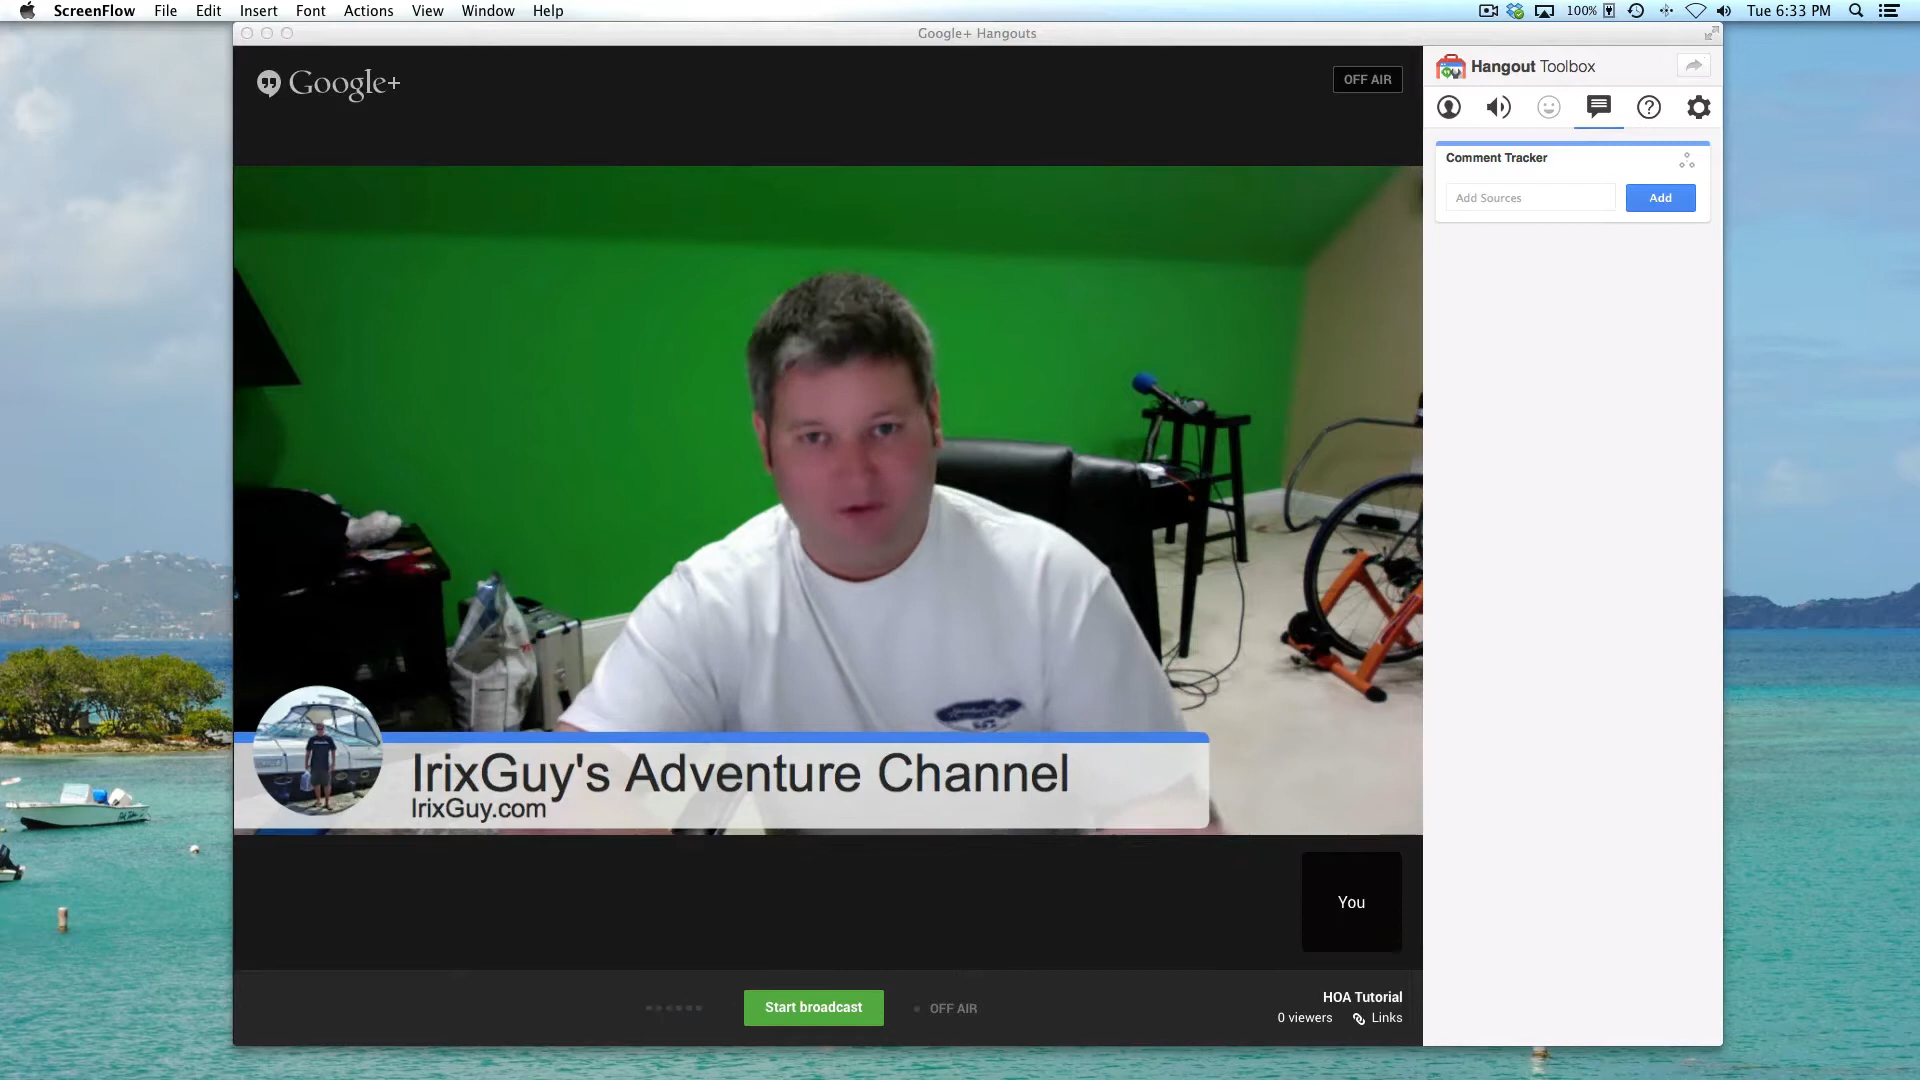 ScreenFlow File Edit Insert Font Actions View Window Help 100% Tue 6:33 PM
Google+ Hangouts
Google+
OFF AIR
Hangout Toolbox
Comment Tracker
Add Sources
Add
IrixGuy's Adventure Channel
IrixGuy.com
You
Start broadcast
OFF AIR
HOA Tutorial
0 viewers Links